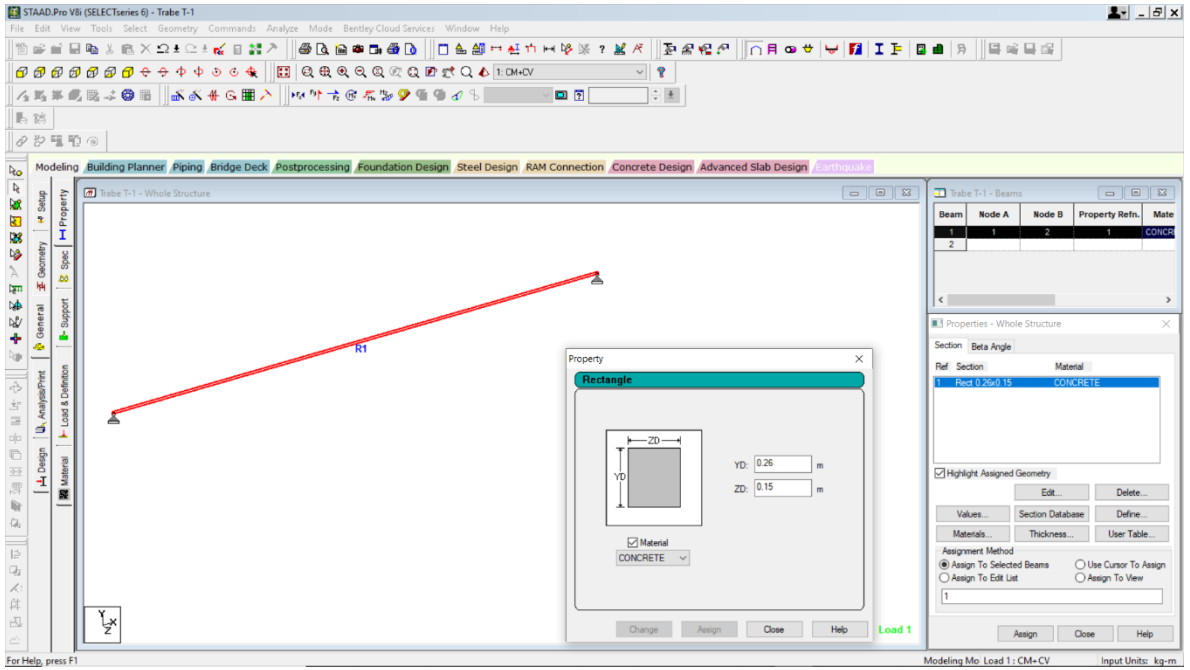 STAAD.Pro V8i (SELECTseries 6) - Trabe T-1
File Edit View Tools Select Geometry Commands Analyze Mode Bentley Cloud Services Window Help
1: CM+CV
Modeling Building Planner Piping Bridge Deck Postprocessing Foundation Design Steel Design RAM Connection Concrete Design Advanced Slab Design Earthquake
Setup
Geometry
General
Analysis/Print
Design
Property
Spec
Support
Load & Definition
Material
Trabe T-1 - Whole Structure
R1
Y
X
Z
Load 1
Property
Rectangle
ZD
YD
YD: 0.26 m
ZD: 0.15 m
Material
CONCRETE
Change Assign Close Help
Trabe T-1 - Beams
Beam Node A Node B Property Refn. Mate
1 1 2 1 CONCR
2
Properties - Whole Structure
Section Beta Angle
Ref Section Material
1 Rect 0.26x0.15 CONCRETE
Highlight Assigned Geometry
Edit... Delete...
Values... Section Database Define...
Materials... Thickness... User Table...
Assignment Method
Assign To Selected Beams Use Cursor To Assign
Assign To Edit List Assign To View
1
Assign Close Help
For Help, press F1
Modeling Mo Load 1 : CM+CV Input Units: kg-m